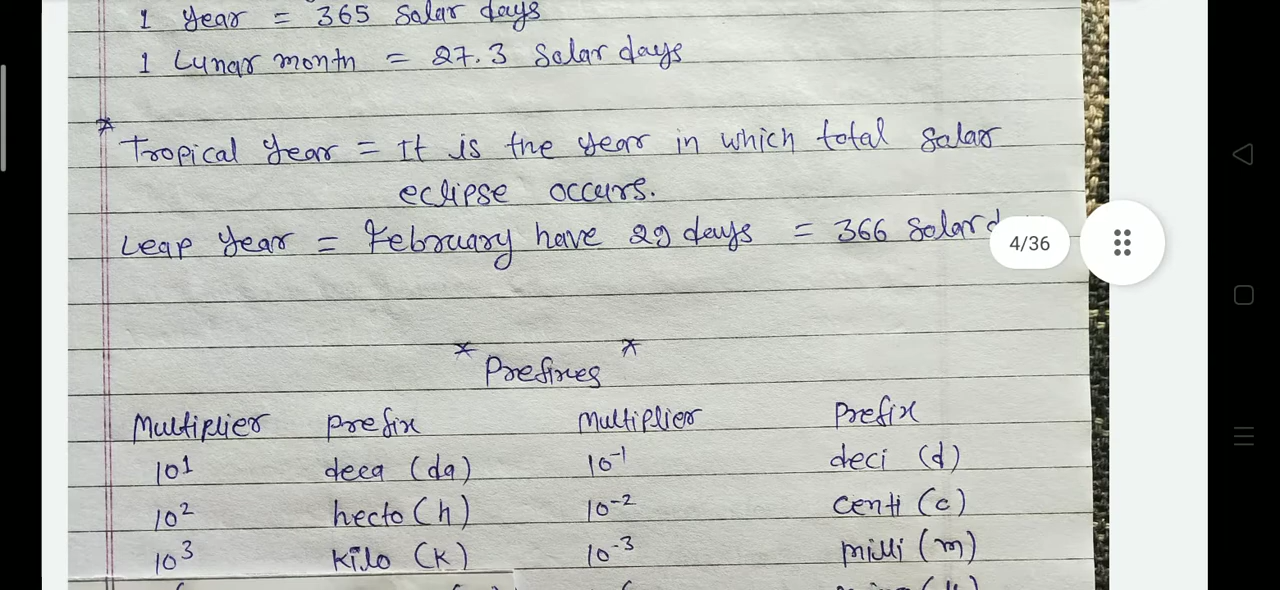 1 Year = 365 Solar days
1 Lunar month = 27.3 Solar days
* Tropical Year = It is the year in which total solar
eclipse occurs.
Leap Year = February have 29 days = 366 Solar
4/36
* Prefixes *
Multiplier Prefix Multiplier Prefix
10¹ deca (da) 10⁻¹ deci (d)
10² hecto (h) 10⁻² centi (c)
10³ Kilo (K) 10⁻³ milli (m)